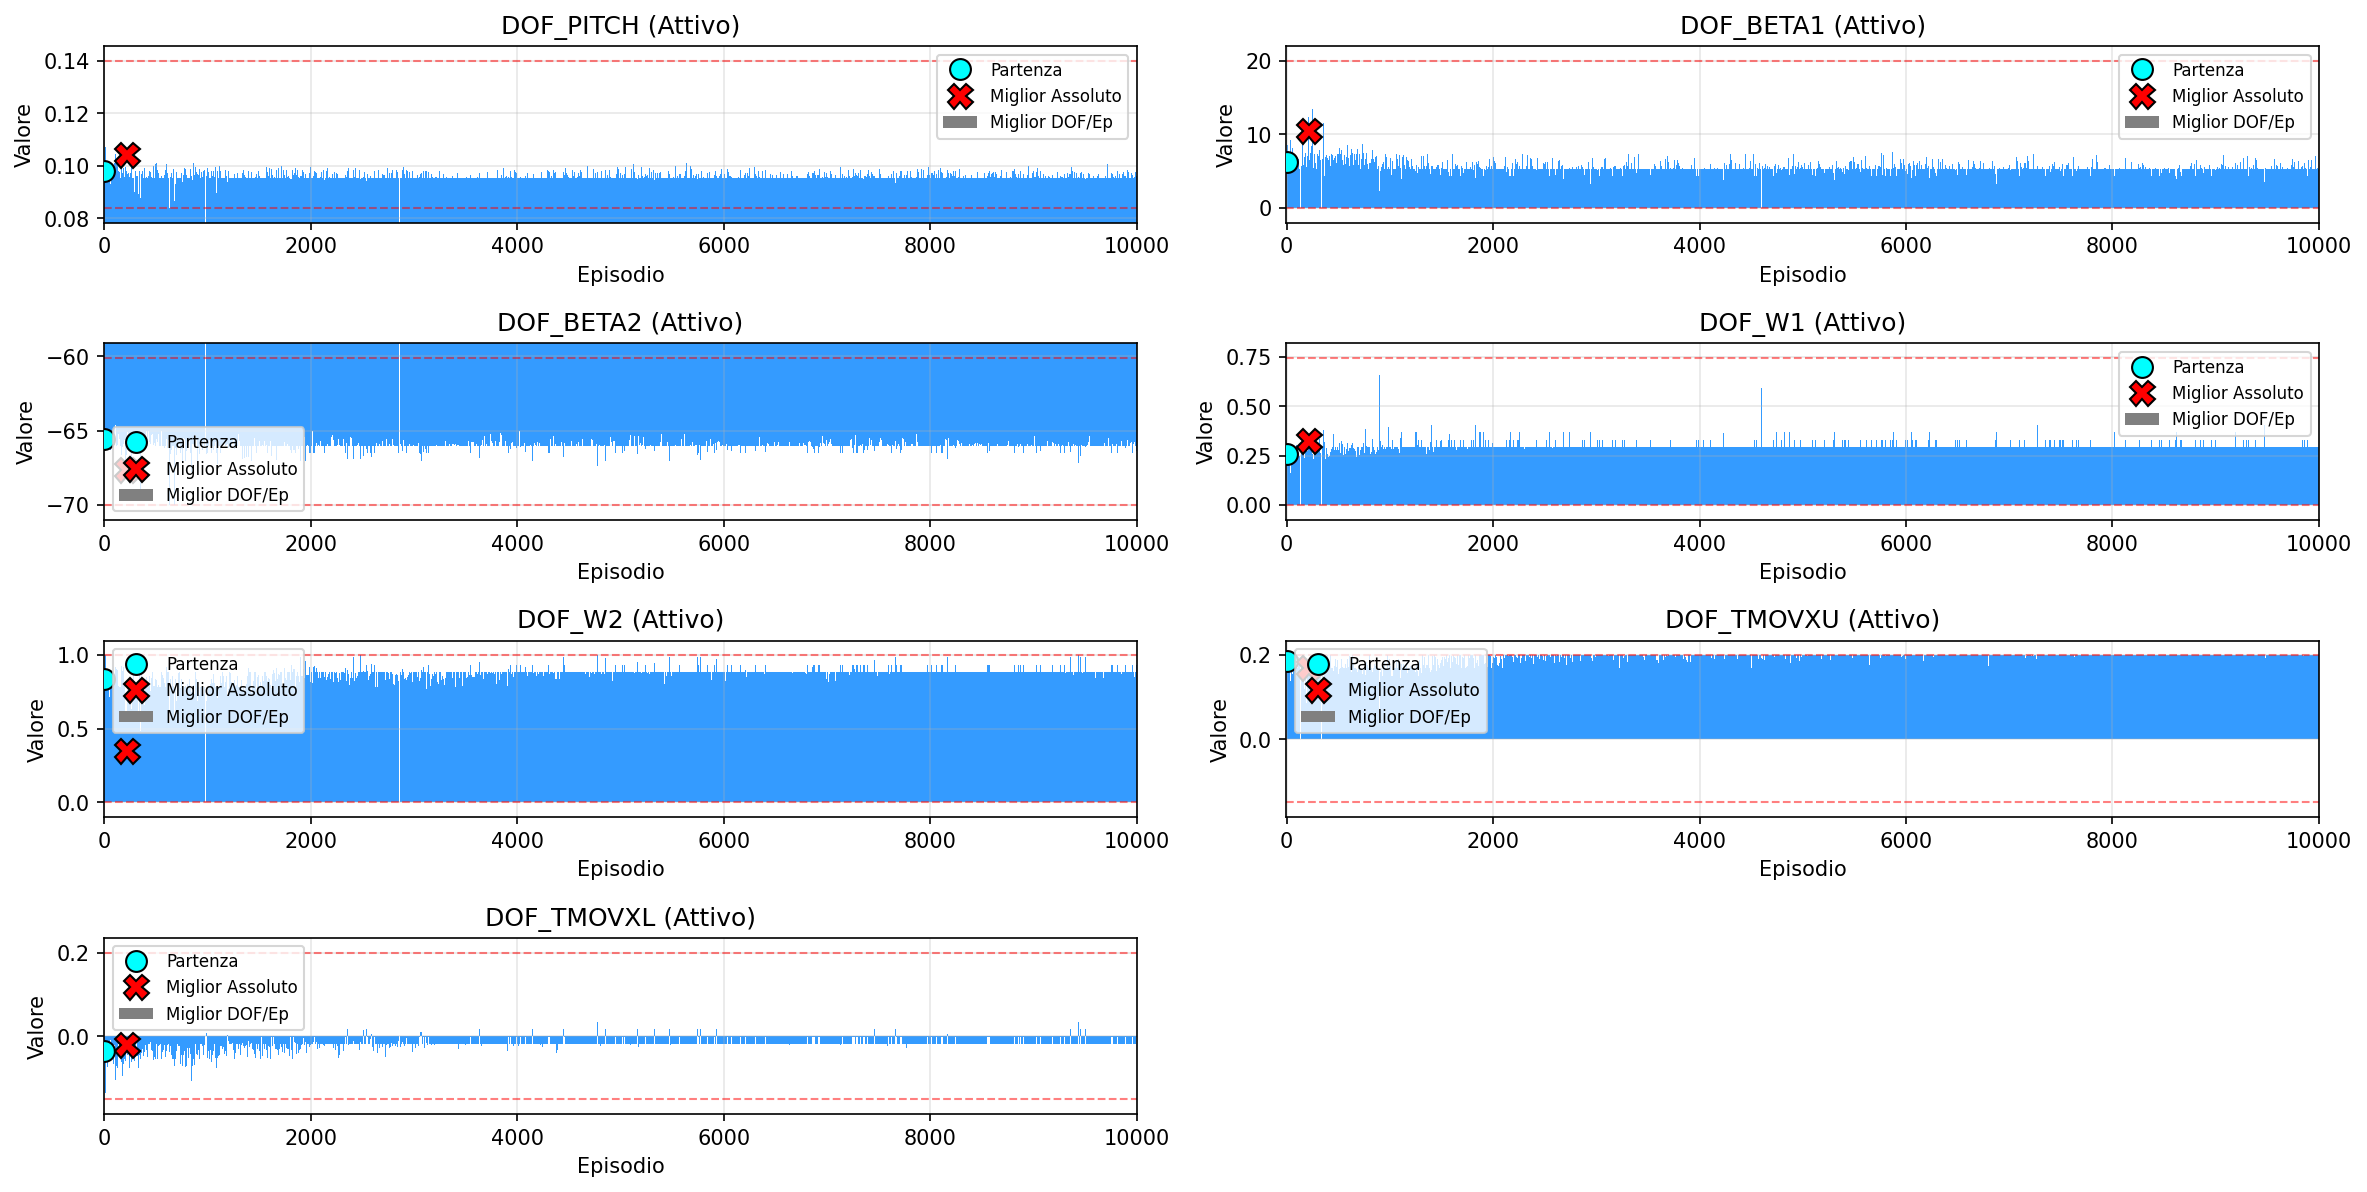 DOF_PITCH (Attivo)
Valore
0.14
0.12
0.10
0.08
Partenza
Miglior Assoluto
Miglior DOF/Ep
0 2000 4000 6000 8000 10000
Episodio
DOF_BETA1 (Attivo)
Valore
20
10
0
Partenza
Miglior Assoluto
Miglior DOF/Ep
0 2000 4000 6000 8000 10000
Episodio
DOF_BETA2 (Attivo)
Valore
−60
−65
−70
Partenza
Miglior Assoluto
Miglior DOF/Ep
0 2000 4000 6000 8000 10000
Episodio
DOF_W1 (Attivo)
Valore
0.75
0.50
0.25
0.00
Partenza
Miglior Assoluto
Miglior DOF/Ep
0 2000 4000 6000 8000 10000
Episodio
DOF_W2 (Attivo)
Valore
1.0
0.5
0.0
Partenza
Miglior Assoluto
Miglior DOF/Ep
0 2000 4000 6000 8000 10000
Episodio
DOF_TMOVXU (Attivo)
Valore
0.2
0.0
Partenza
Miglior Assoluto
Miglior DOF/Ep
0 2000 4000 6000 8000 10000
Episodio
DOF_TMOVXL (Attivo)
Valore
0.2
0.0
Partenza
Miglior Assoluto
Miglior DOF/Ep
0 2000 4000 6000 8000 10000
Episodio